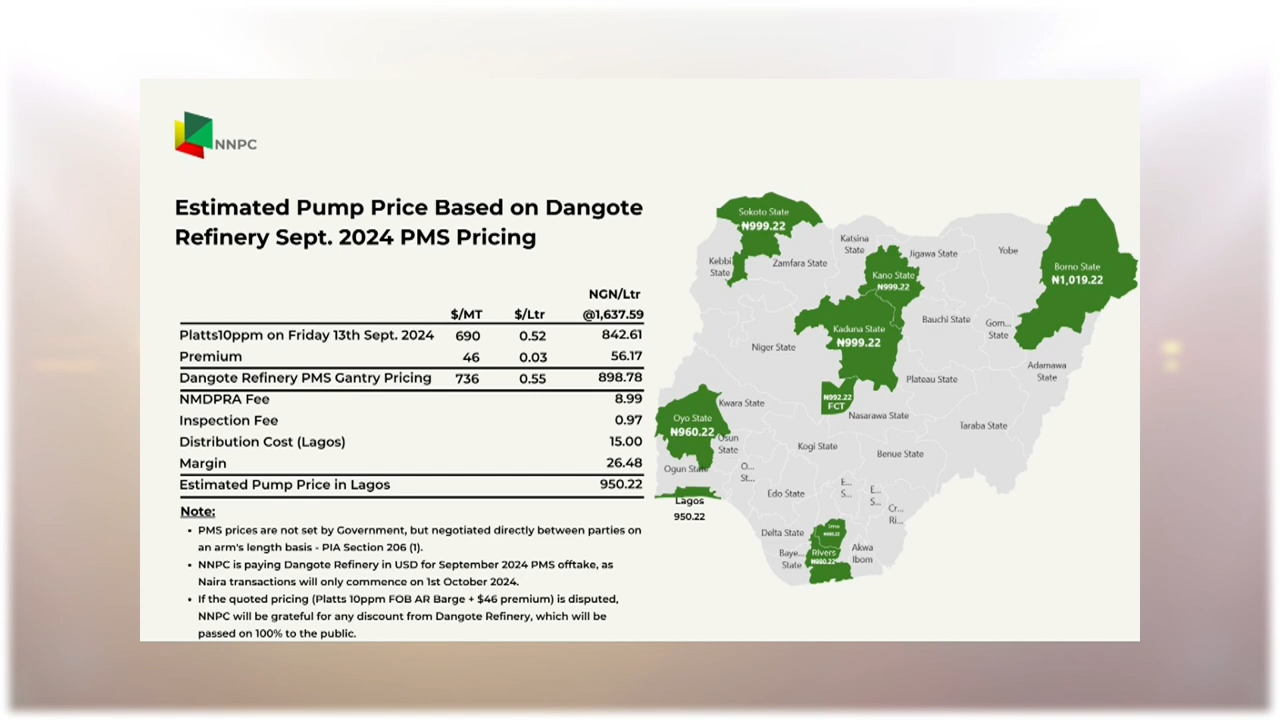 NNPC
Estimated Pump Price Based on Dangote
Refinery Sept. 2024 PMS Pricing
NGN/Ltr
$/MT $/Ltr @1,637.59
Platts10ppm on Friday 13th Sept. 2024 690 0.52 842.61
Premium 46 0.03 56.17
Dangote Refinery PMS Gantry Pricing 736 0.55 898.78
NMDPRA Fee 8.99
Inspection Fee 0.97
Distribution Cost (Lagos) 15.00
Margin 26.48
Estimated Pump Price in Lagos 950.22
Note:
• PMS prices are not set by Government, but negotiated directly between parties on
an arm's length basis - PIA Section 206 (1).
• NNPC is paying Dangote Refinery in USD for September 2024 PMS offtake, as
Naira transactions will only commence on 1st October 2024.
• If the quoted pricing (Platts 10ppm FOB AR Barge + $46 premium) is disputed,
NNPC will be grateful for any discount from Dangote Refinery, which will be
passed on 100% to the public.
Sokoto State
₦999.22
Katsina
State
Jigawa State
Yobe
Kebbi
State
Zamfara State
Kano State
₦999.22
Borno State
₦1,019.22
Bauchi State
Gom...
State
Kaduna State
₦999.22
Niger State
Adamawa
State
Plateau State
₦992.22
FCT
Kwara State
Nasarawa State
Oyo State
₦960.22
Taraba State
Osun
State
Kogi State
Benue State
Ogun State
O...
St...
E...
S...
E...
S...
Edo State
Lagos
950.22
Cr...
Ri...
Delta State
Imo
Rivers
Baye...
State
Akwa
Ibom